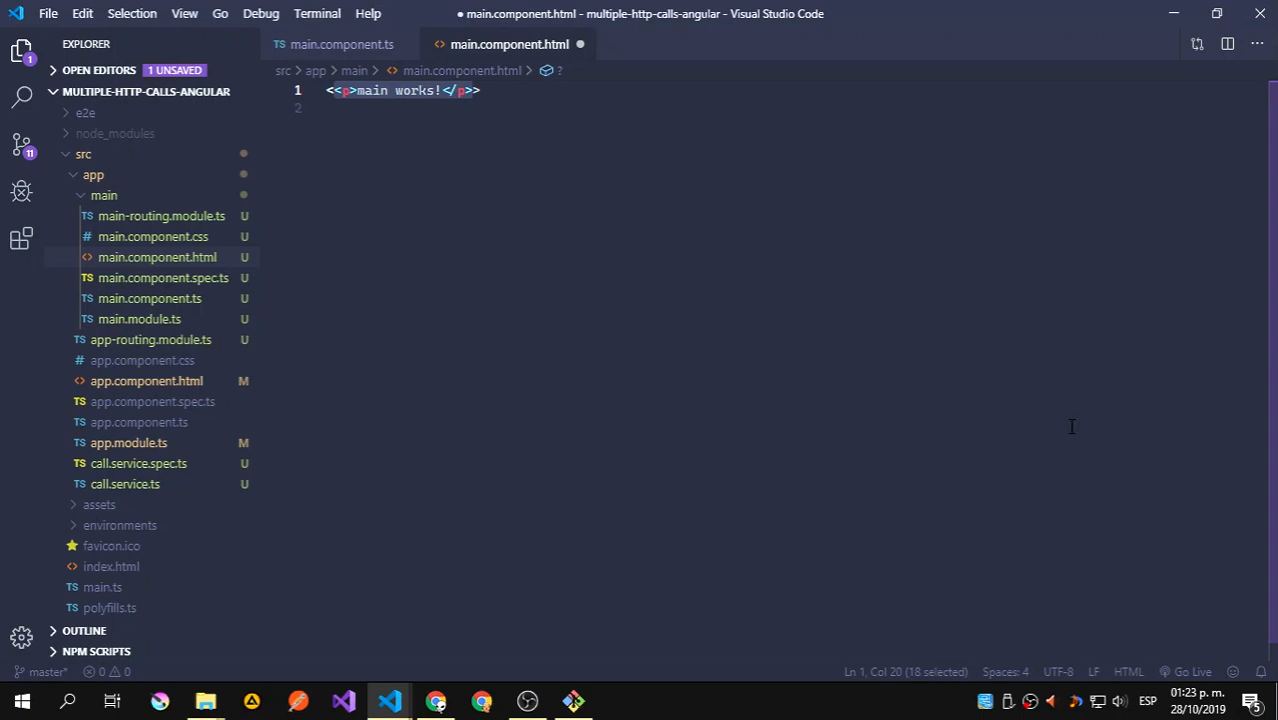 File Edit Selection View Go Debug Terminal Help
● main.component.html - multiple-http-calls-angular - Visual Studio Code
EXPLORER
TS main.component.ts
<> main.component.html ●
OPEN EDITORS 1 UNSAVED
src > app > main > <> main.component.html > ?
MULTIPLE-HTTP-CALLS-ANGULAR
1 <<p>main works!</p>>
2
e2e
node_modules
src
app
main
TS main-routing.module.ts U
# main.component.css U
<> main.component.html U
TS main.component.spec.ts U
TS main.component.ts U
TS main.module.ts U
TS app-routing.module.ts U
# app.component.css
<> app.component.html M
TS app.component.spec.ts
TS app.component.ts
TS app.module.ts M
TS call.service.spec.ts U
TS call.service.ts U
assets
environments
favicon.ico
<> index.html
TS main.ts
TS polyfills.ts
OUTLINE
NPM SCRIPTS
1
11
master* 0 0
Ln 1, Col 20 (18 selected) Spaces: 4 UTF-8 LF HTML Go Live
ESP
01:23 p. m.
28/10/2019
5